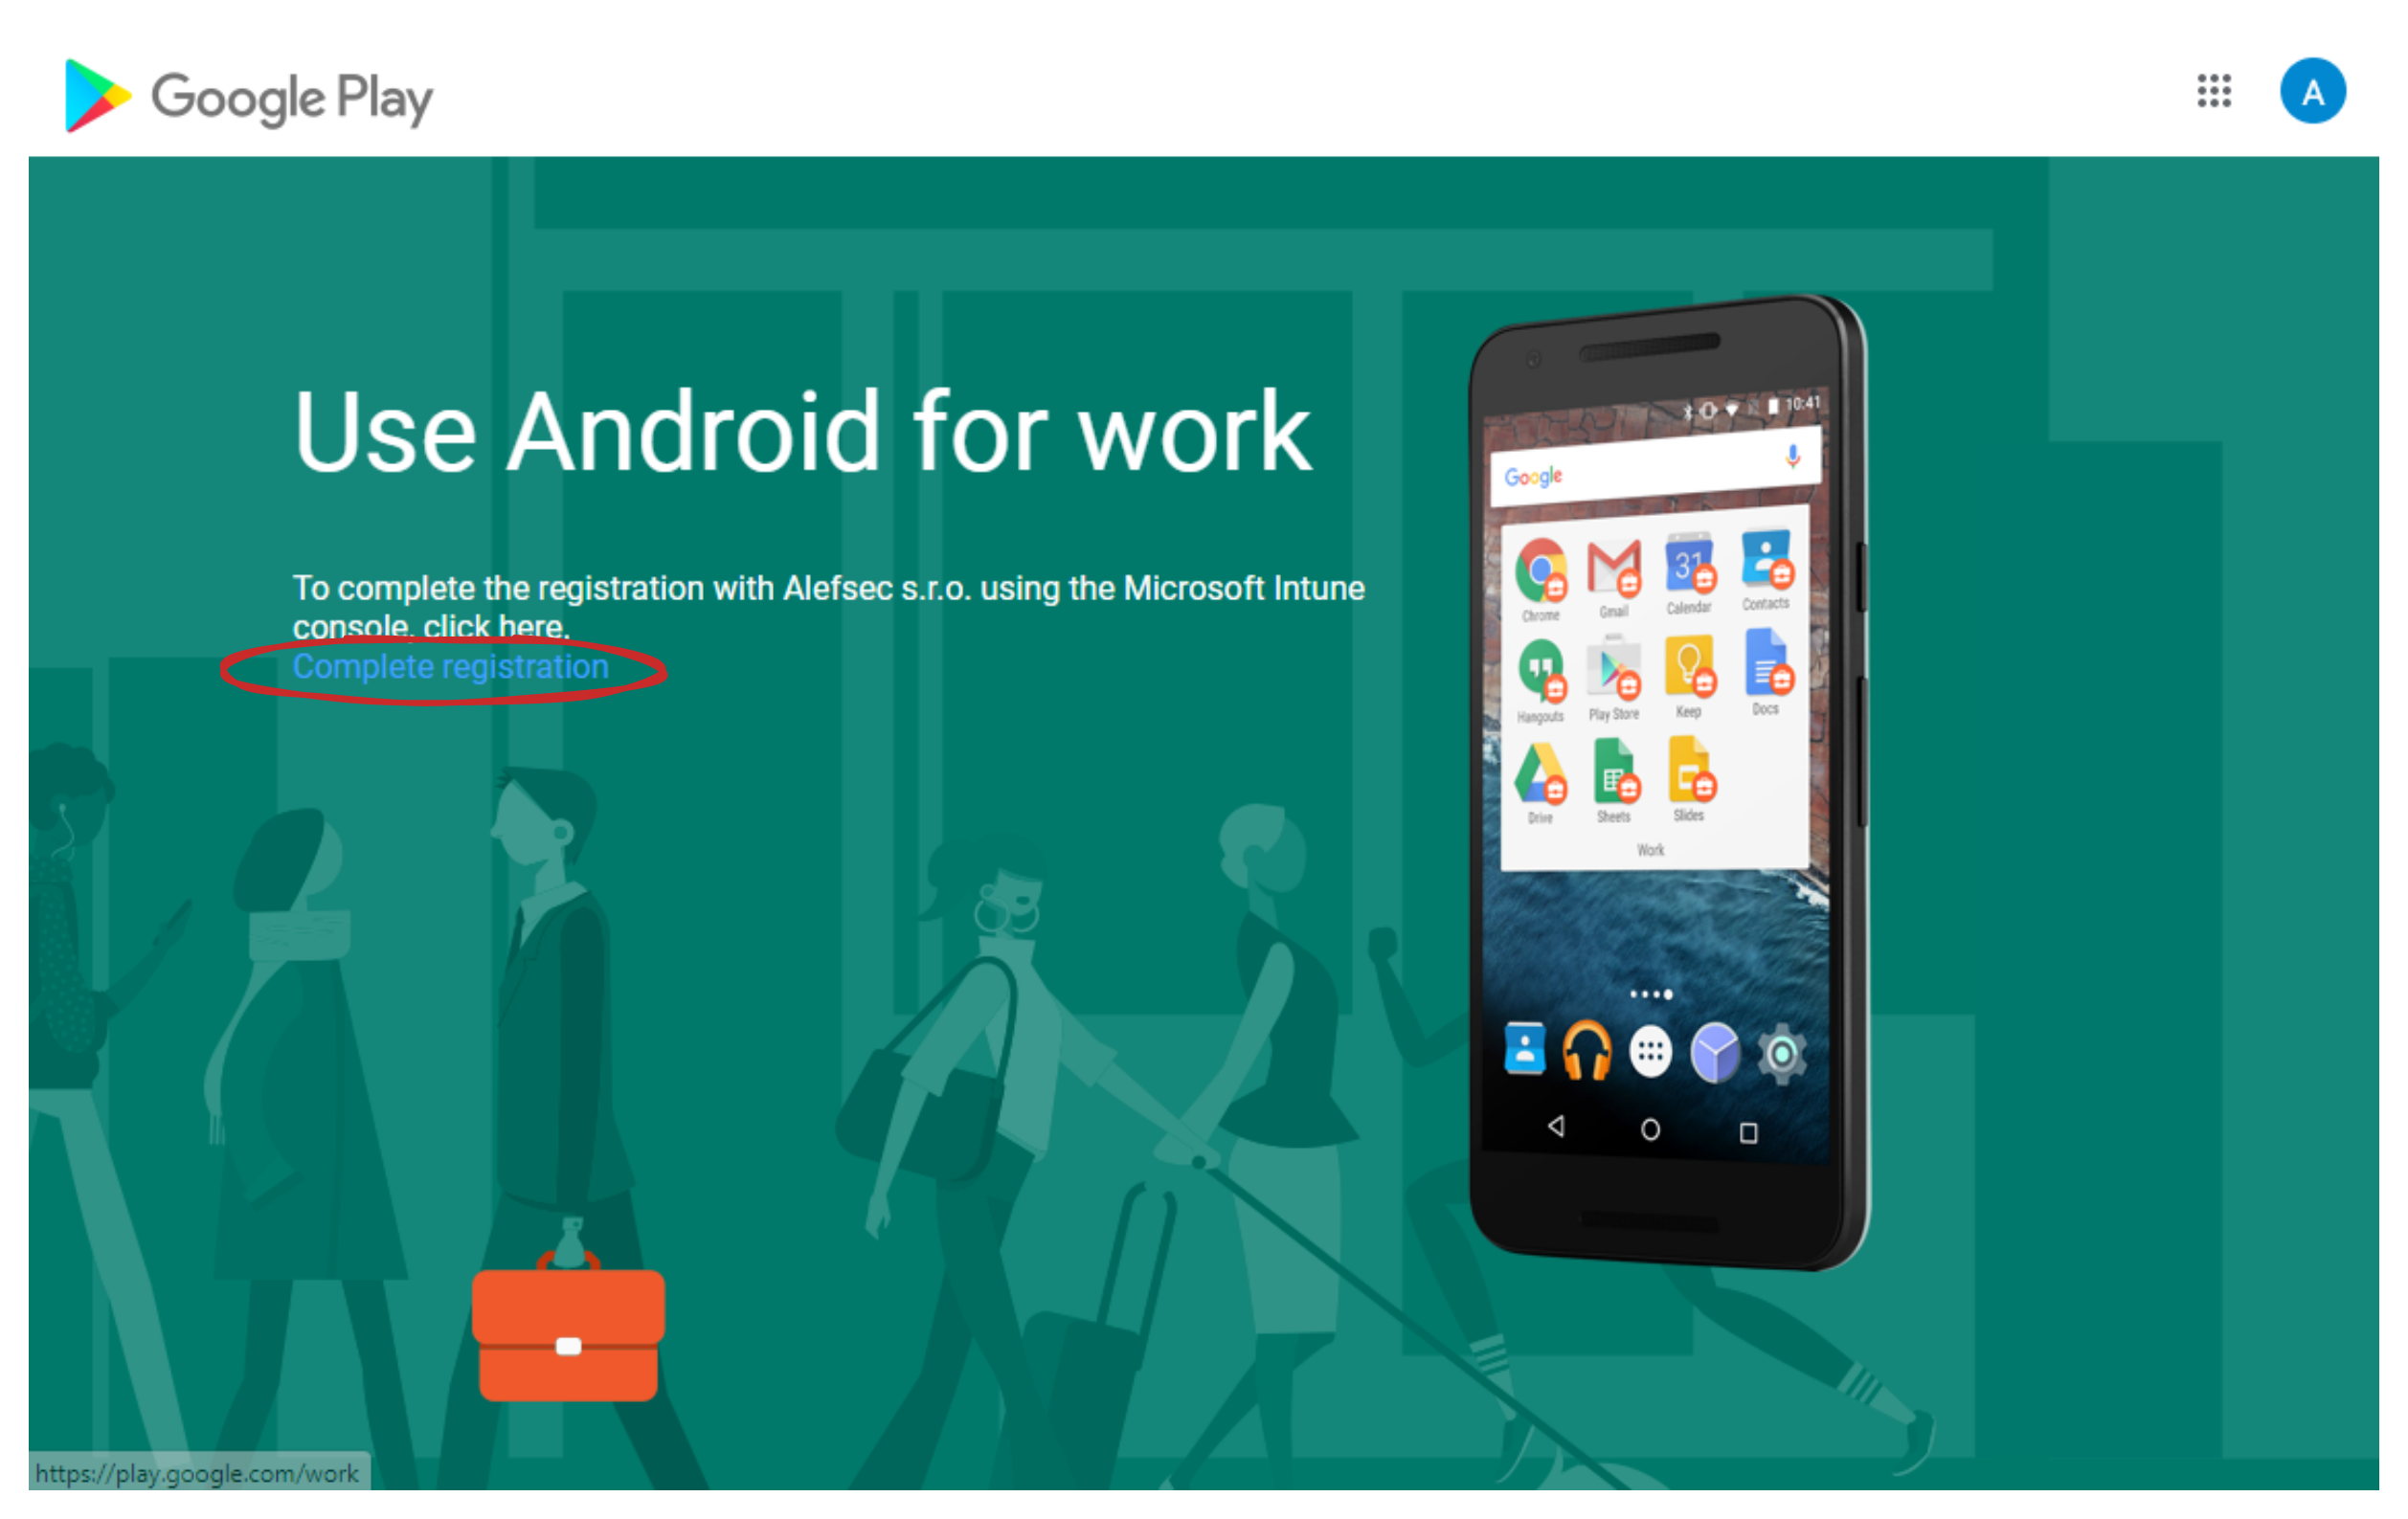 Google Play
A
Use Android for work
10:41
Google
31
Chrome
Gmail
Calendar
Contacts
Hangouts
Play Store
Keep
Docs
Drive
Sheets
Slides
Work
To complete the registration with Alefsec s.r.o. using the Microsoft Intune
console, click here.
Complete registration
https://play.google.com/work